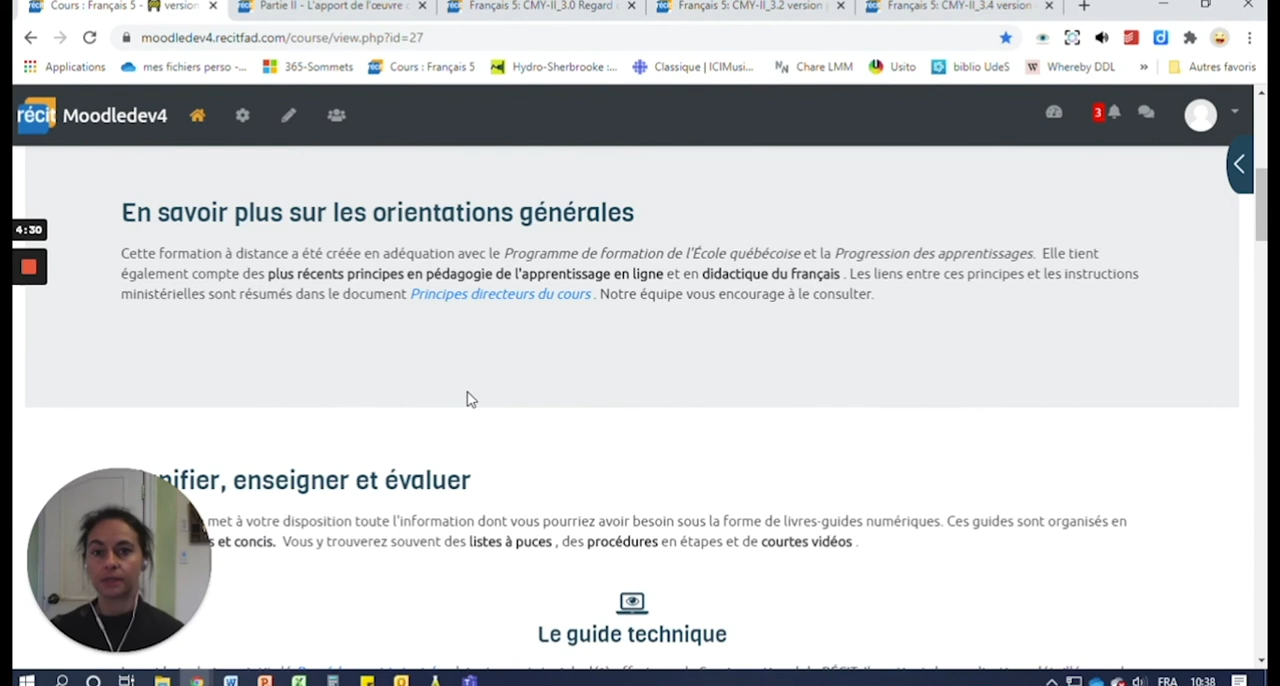 Cours : Français 5 - version
Partie II - L'apport de l'œuvre
Français 5: CMY-II_3.0 Regard
Français 5: CMY-II_3.2 version
Français 5: CMY-II_3.4 version
moodledev4.recitfad.com/course/view.php?id=27
Applications
mes fichiers perso -...
365-Sommets
Cours : Français 5
Hydro-Sherbrooke :...
Classique | ICIMusi...
Chare LMM
Usito
biblio UdeS
Whereby DDL
»
Autres favoris
récit Moodledev4
3
En savoir plus sur les orientations générales
4:30
Cette formation à distance a été créée en adéquation avec le Programme de formation de l'École québécoise et la Progression des apprentissages. Elle tient
également compte des plus récents principes en pédagogie de l'apprentissage en ligne et en didactique du français . Les liens entre ces principes et les instructions
ministérielles sont résumés dans le document Principes directeurs du cours . Notre équipe vous encourage à le consulter.
nifier, enseigner et évaluer
met à votre disposition toute l'information dont vous pourriez avoir besoin sous la forme de livres-guides numériques. Ces guides sont organisés en
s et concis. Vous y trouverez souvent des listes à puces , des procédures en étapes et de courtes vidéos .
Le guide technique
FRA
10:38